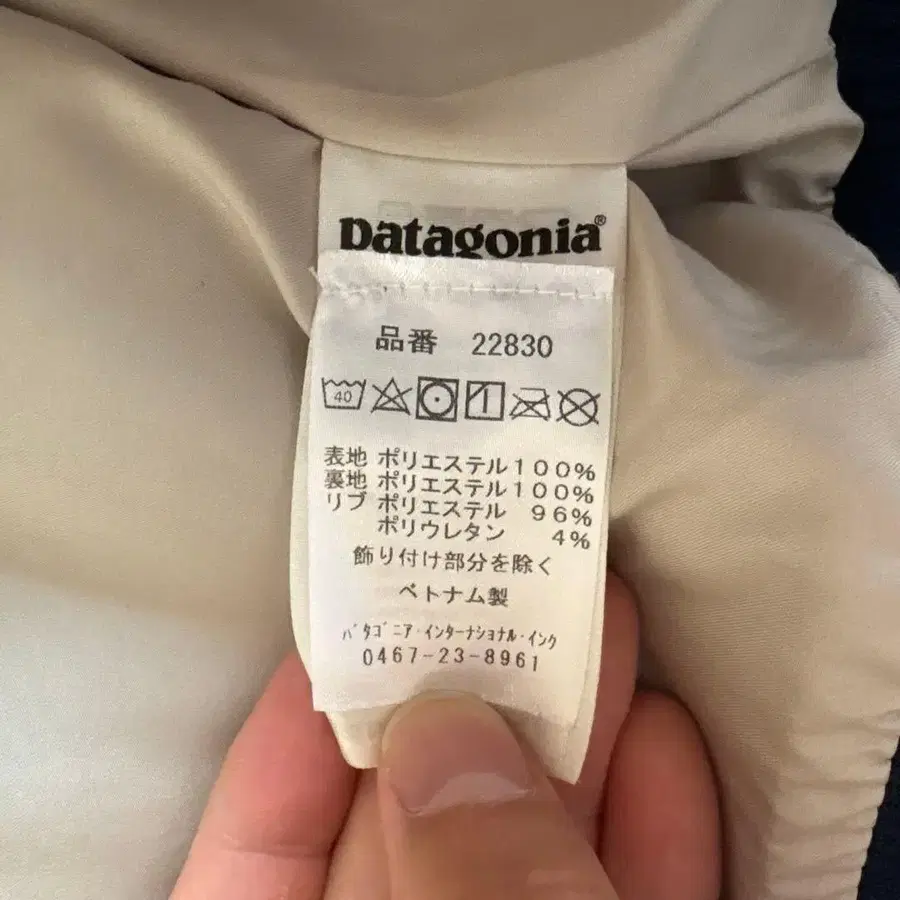 patagonia®
品番 22830
40
表地 ポリエステル100%
裏地 ポリエステル100%
リブ ポリエステル 96%
ポリウレタン 4%
飾り付け部分を除く
ベトナム製
パタゴニア・インターナショナル・インク
0467-23-8961